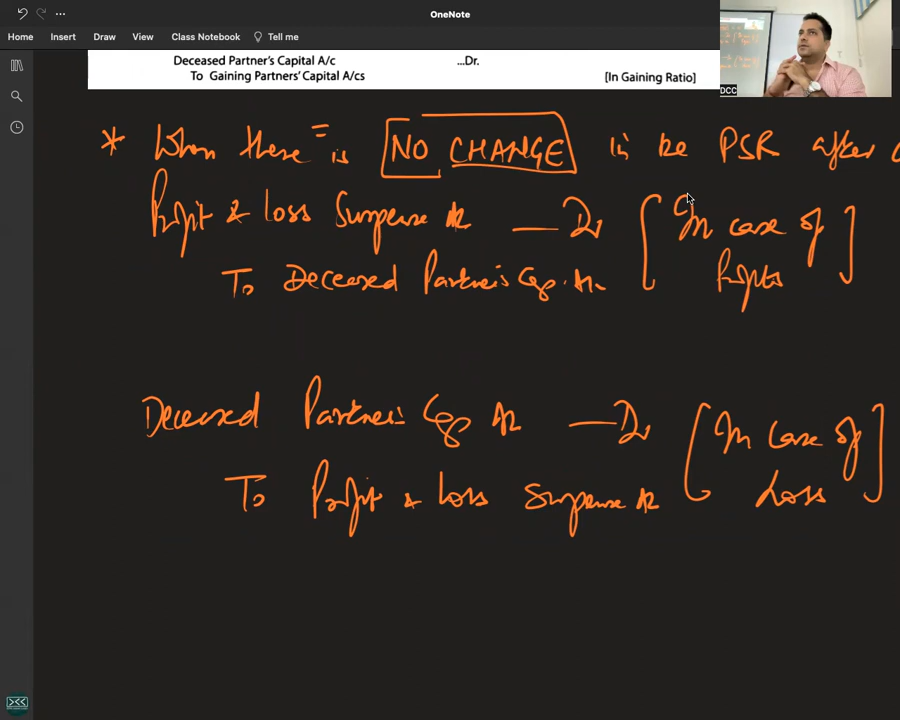 OneNote
Home Insert Draw View Class Notebook Tell me
Deceased Partner's Capital A/c ...Dr.
To Gaining Partners' Capital A/cs [In Gaining Ratio]
DCC
* When there is NO CHANGE in the PSR after
Profit & Loss Suspense A/c — Dr [In case of
To Deceased Partner's Cap. A/c Profits]
Deceased Partner's Cap A/c — Dr [In case of
To Profit & Loss Suspense A/c Loss]